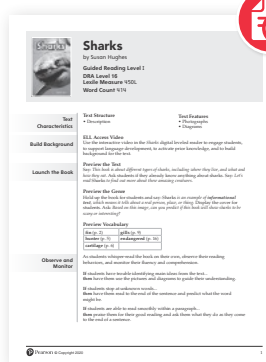 Sharks
Sharks
by Susan Hughes
Guided Reading Level I
DRA Level 16
Lexile Measure 450L
Word Count 474
Text
Characteristics
Text Structure
• Description
Text Features
• Photographs
• Diagrams
Build Background
ELL Access Video
Use the interactive video in the Sharks digital leveled reader to engage students,
to support language development, to activate prior knowledge, and to build
background for the text.
Launch the Book
Preview the Text
Say: This book is about different types of sharks, including where they live, and what and
how they eat. Ask students if they already know anything about sharks. Say: Let's
read Sharks to find out more about these amazing creatures.
Preview the Genre
Hold up the book for students and say: Sharks is an example of informational
text, which means it tells about a real person, place, or thing. Display the cover for
students. Ask: Based on this image, can you predict if this book will show sharks to be
scary or interesting?
Preview Vocabulary
fin (p. 2)
gills (p. 9)
hunter (p. 5)
endangered (p. 16)
cartilage (p. 6)
Observe and
Monitor
As students whisper-read the book on their own, observe their reading
behaviors, and monitor their fluency and comprehension.
If students have trouble identifying main ideas from the text...
then have them use the pictures and diagrams to guide their understanding.
If students stop at unknown words...
then have them read to the end of the sentence and predict what the word
might be.
If students are able to read smoothly within a paragraph...
then praise them for their good reading and ask them what they do as they come
to the end of a sentence.
Pearson © Copyright 2020
1